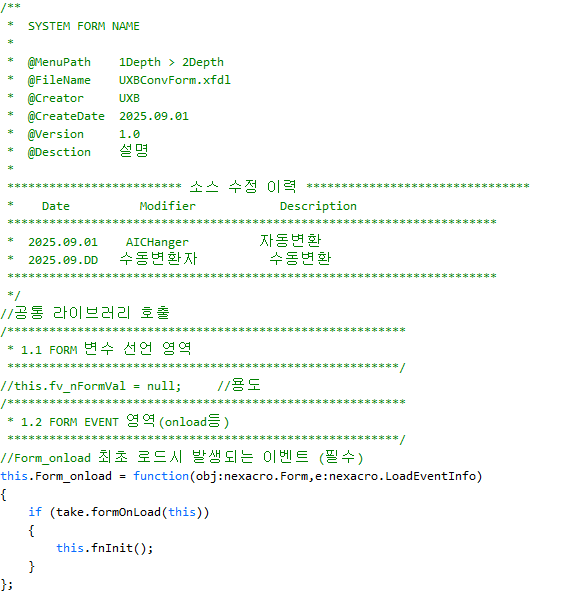 /**
 *  SYSTEM FORM NAME
 *
 *  @MenuPath    1Depth > 2Depth
 *  @FileName    UXBConvForm.xfdl
 *  @Creator     UXB
 *  @CreateDate  2025.09.01
 *  @Version     1.0
 *  @Desction    설명
 *
 ************************* 소스 수정 이력 ********************************
 *    Date          Modifier            Description
 **********************************************************************
 *  2025.09.01    AICHanger          자동변환
 *  2025.09.DD   수동변환자          수동변환
 **********************************************************************
 */
//공통 라이브러리 호출
/*********************************************************
 * 1.1 FORM 변수 선언 영역
 ********************************************************/
//this.fv_nFormVal = null;     //용도
/*********************************************************
 * 1.2 FORM EVENT 영역(onload등)
 ********************************************************/
//Form_onload 최초 로드시 발생되는 이벤트 (필수)
this.Form_onload = function(obj:nexacro.Form,e:nexacro.LoadEventInfo)
{
    if (take.formOnLoad(this))
    {
        this.fnInit();
    }
};